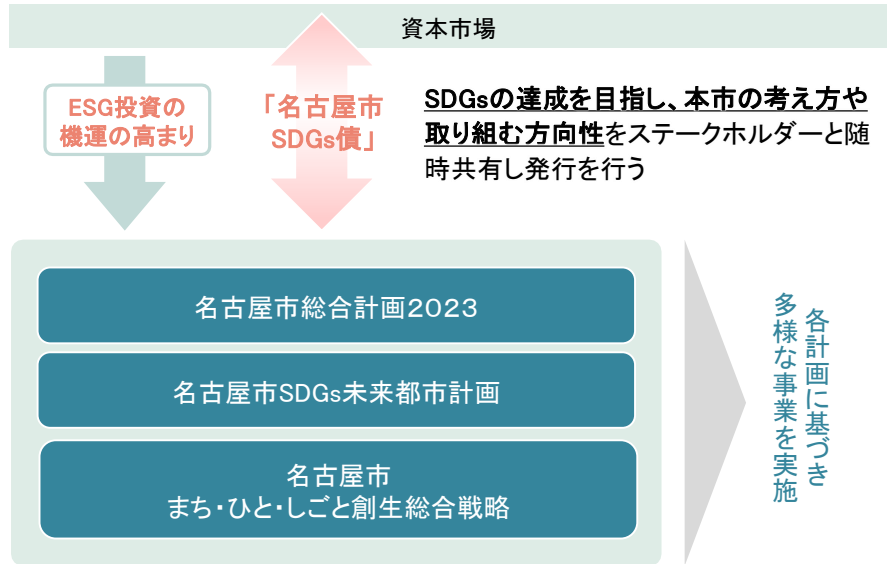 資本市場
ESG投資の
機運の高まり
「名古屋市
SDGs債」
SDGsの達成を目指し、本市の考え方や
取り組む方向性をステークホルダーと随
時共有し発行を行う
名古屋市総合計画2023
名古屋市SDGs未来都市計画
名古屋市
まち・ひと・しごと創生総合戦略
各計画に基づき
多様な事業を実施